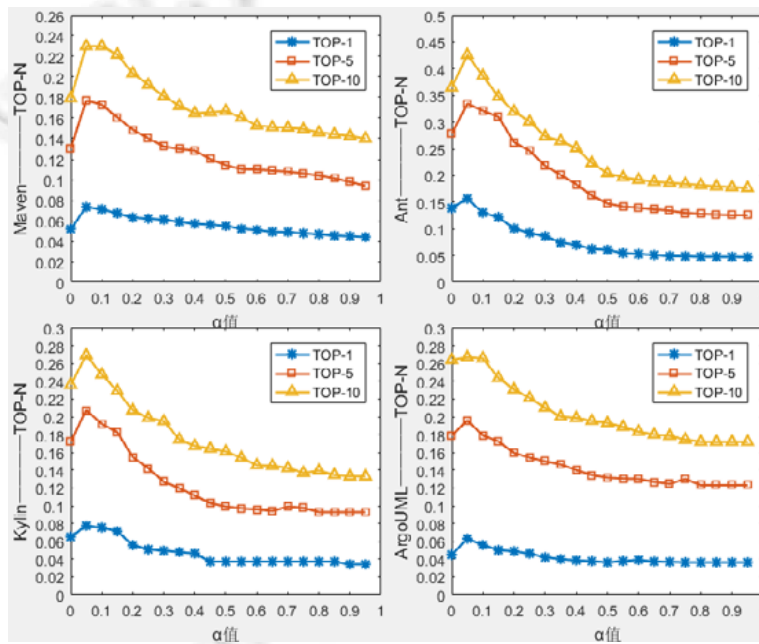 0.26
0.24
0.22
0.2
0.18
0.16
0.14
0.12
0.1
0.08
0.06
0.04
0.02
0
Maven————TOP-N
TOP-1
TOP-5
TOP-10
0 0.1 0.2 0.3 0.4 0.5 0.6 0.7 0.8 0.9 1
α值
0.5
0.45
0.4
0.35
0.3
0.25
0.2
0.15
0.1
0.05
0
Ant————TOP-N
TOP-1
TOP-5
TOP-10
0 0.1 0.2 0.3 0.4 0.5 0.6 0.7 0.8 0.9
α值
0.3
0.28
0.26
0.24
0.22
0.2
0.18
0.16
0.14
0.12
0.1
0.08
0.06
0.04
0.02
0
Kylin————TOP-N
TOP-1
TOP-5
TOP-10
0 0.1 0.2 0.3 0.4 0.5 0.6 0.7 0.8 0.9 1
α值
0.3
0.28
0.26
0.24
0.22
0.2
0.18
0.16
0.14
0.12
0.1
0.08
0.06
0.04
0.02
0
ArgoUML————TOP-N
TOP-1
TOP-5
TOP-10
0 0.1 0.2 0.3 0.4 0.5 0.6 0.7 0.8 0.9
α值